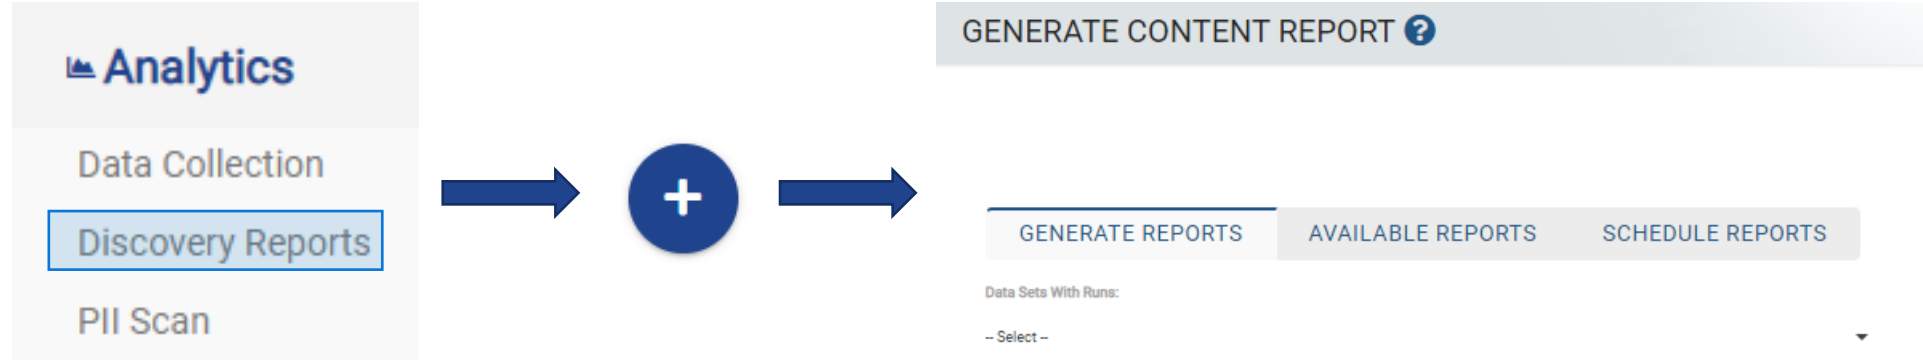 Analytics
Data Collection
Discovery Reports
PII Scan
+
GENERATE CONTENT REPORT ?
GENERATE REPORTS AVAILABLE REPORTS SCHEDULE REPORTS
Data Sets With Runs:
-- Select --